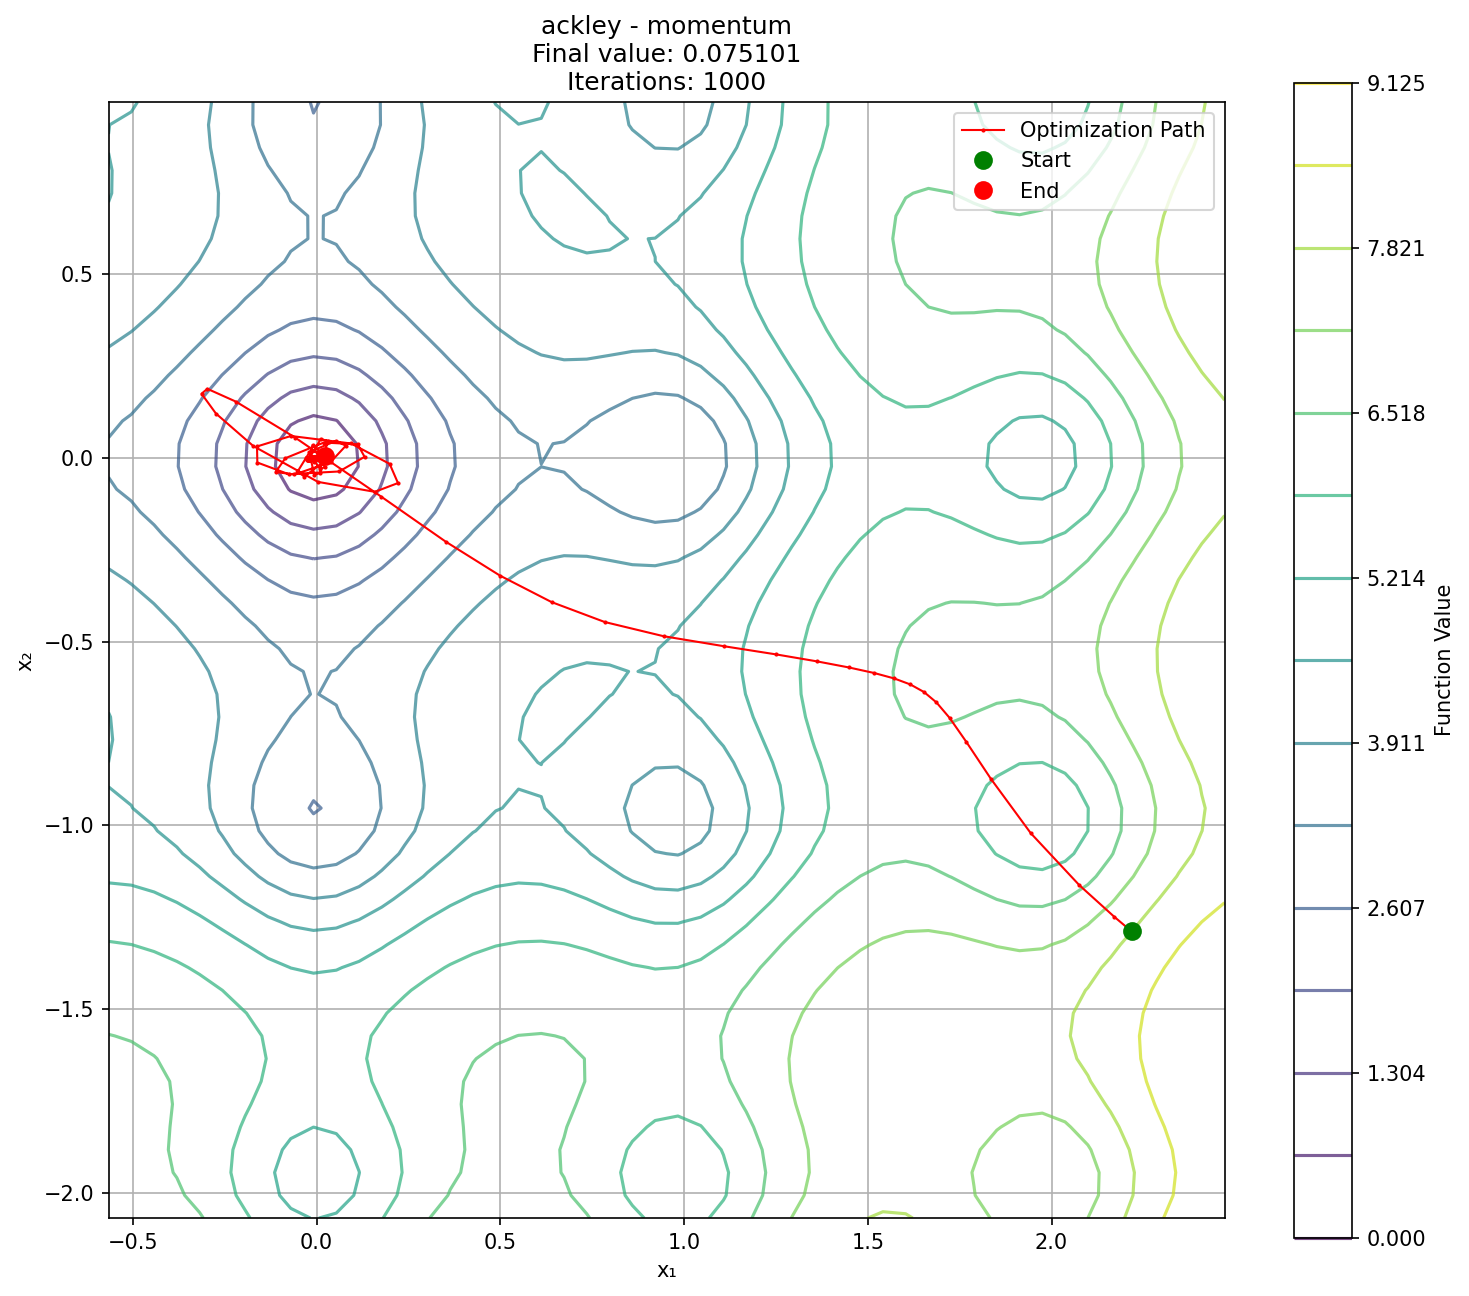 ackley - momentum
Final value: 0.075101
Iterations: 1000
Optimization Path
Start
End
x₂
0.5
0.0
−0.5
−1.0
−1.5
−2.0
−0.5
0.0
0.5
1.0
1.5
2.0
x₁
9.125
7.821
6.518
5.214
3.911
2.607
1.304
0.000
Function Value